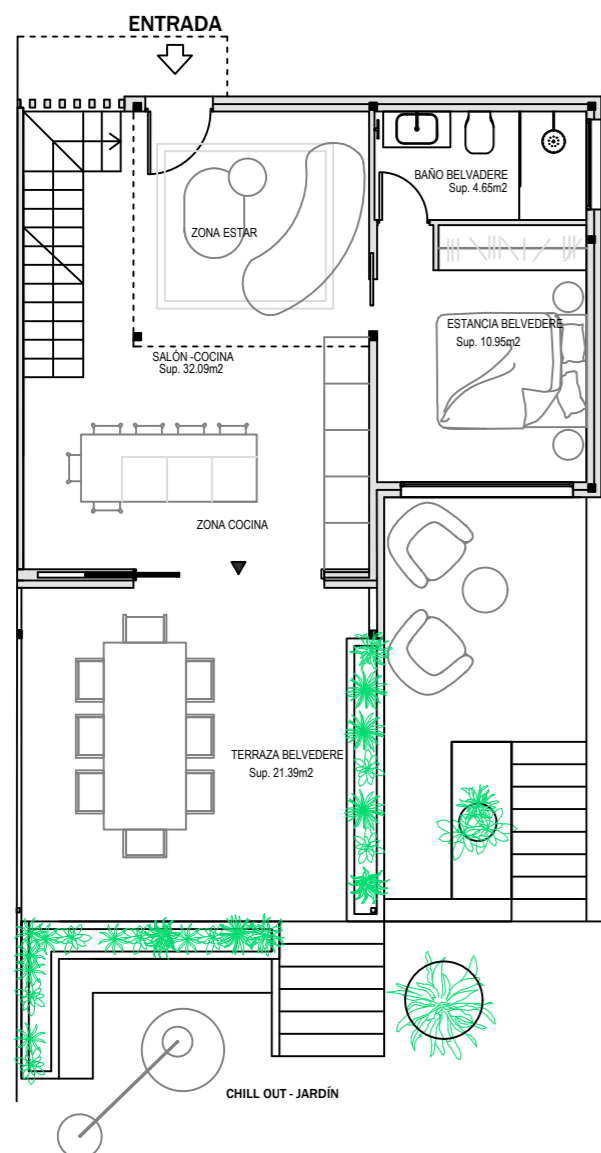 ENTRADA
BAÑO BELVADERE
Sup. 4.65m2
ZONA ESTAR
ESTANCIA BELVEDERE
Sup. 10.95m2
SALÓN -COCINA
Sup. 32.09m2
ZONA COCINA
TERRAZA BELVEDERE
Sup. 21.39m2
CHILL OUT - JARDÍN